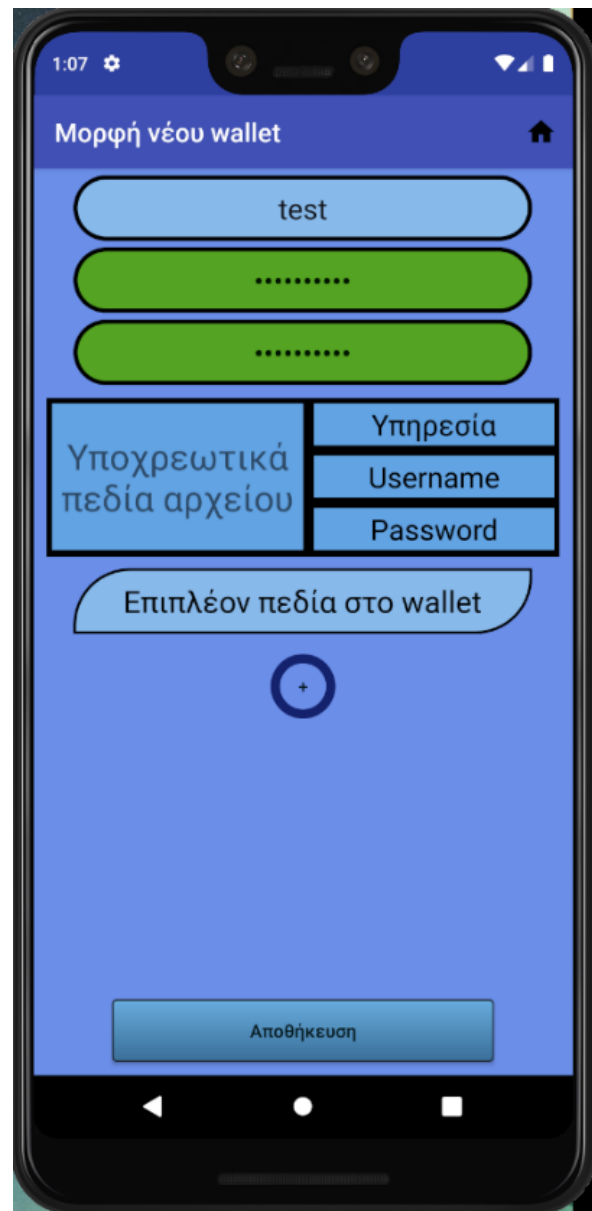 1:07
Μορφή νέου wallet
test
••••••••••
••••••••••
Υποχρεωτικά
πεδία αρχείου
Υπηρεσία
Username
Password
Επιπλέον πεδία στο wallet
+
Αποθήκευση